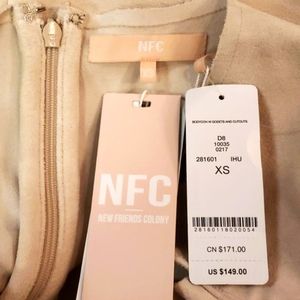 NFC
NFC
NEW FRIENDS COLONY
BODYCON W GODETS AND CUTOUTS
D8
10035
0217
281601 IHU
XS
28160118020054
CN $171.00
US $149.00